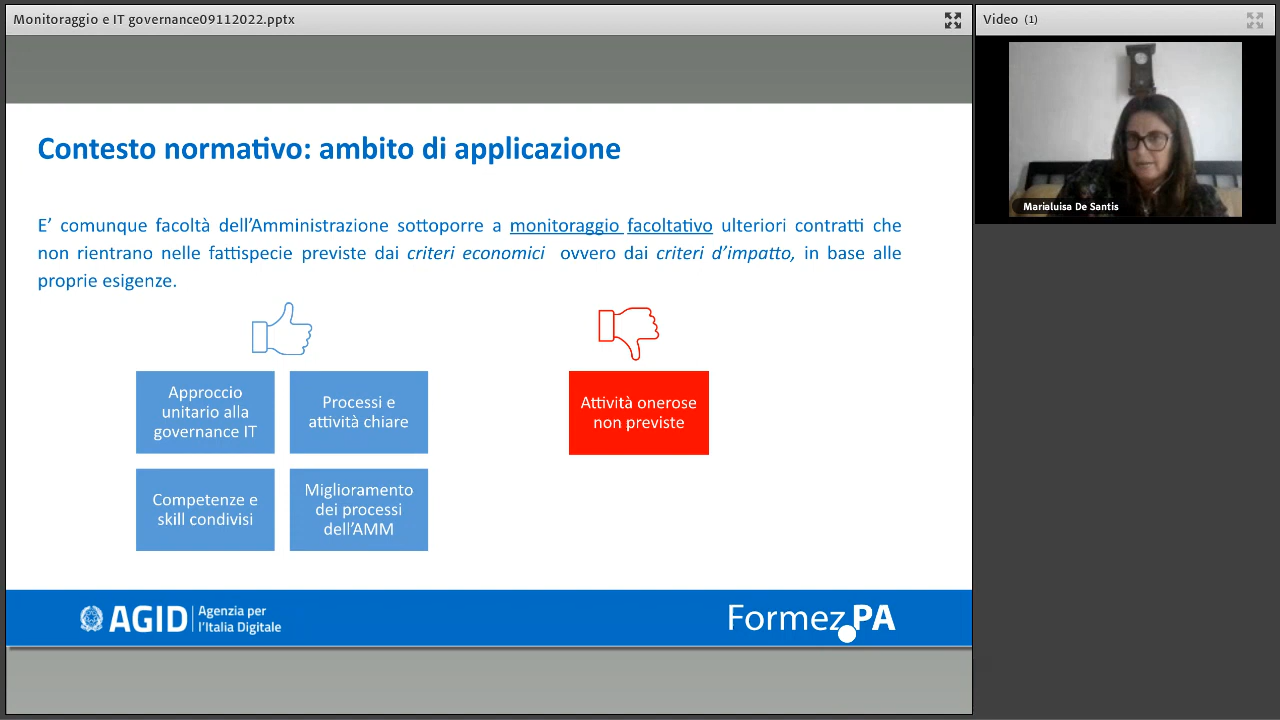 Monitoraggio e IT governance09112022.pptx
Video (1)
Marialuisa De Santis
Contesto normativo: ambito di applicazione
E’ comunque facoltà dell’Amministrazione sottoporre a monitoraggio facoltativo ulteriori contratti che
non rientrano nelle fattispecie previste dai criteri economici ovvero dai criteri d’impatto, in base alle
proprie esigenze.
Approccio
unitario alla
governance IT
Processi e
attività chiare
Competenze e
skill condivisi
Miglioramento
dei processi
dell’AMM
Attività onerose
non previste
AGID
Agenzia per
l’Italia Digitale
Formez PA